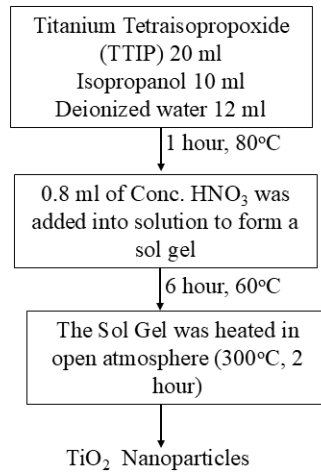 Titanium Tetraisopropoxide
(TTIP) 20 ml
Isopropanol 10 ml
Deionized water 12 ml
1 hour, 80°C
0.8 ml of Conc. HNO₃ was
added into solution to form a
sol gel
6 hour, 60°C
The Sol Gel was heated in
open atmosphere (300°C, 2
hour)
TiO₂ Nanoparticles